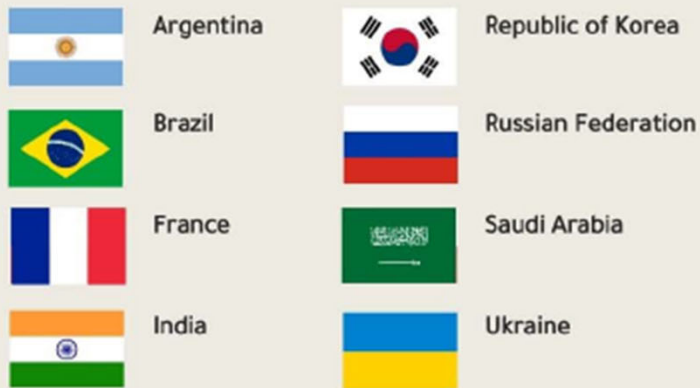 Argentina
Republic of Korea
Brazil
Russian Federation
France
Saudi Arabia
India
Ukraine